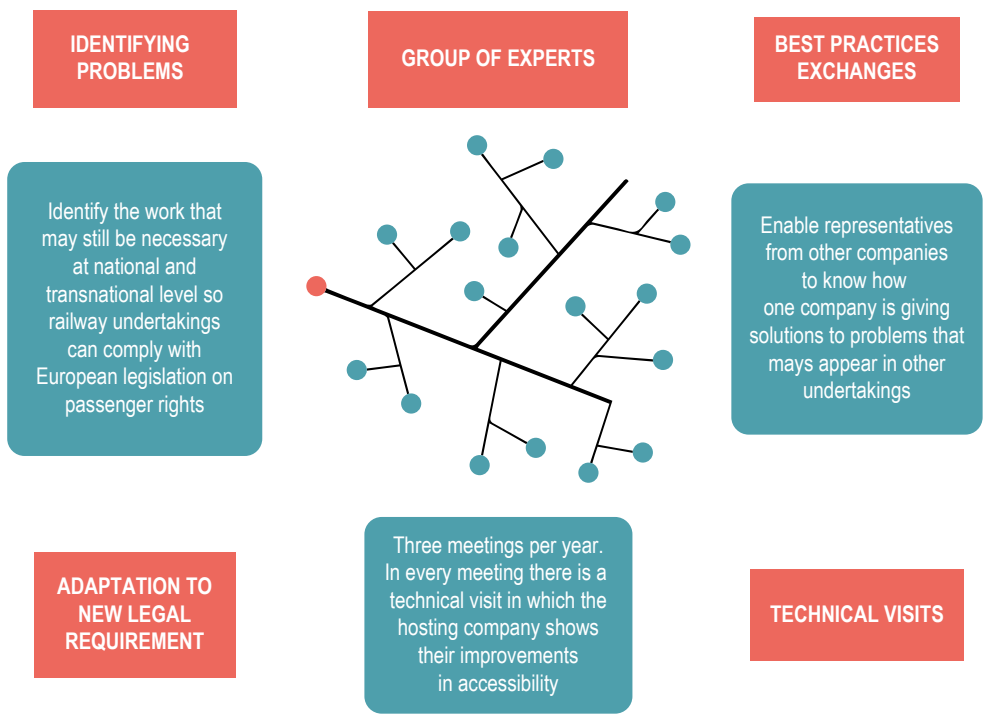 IDENTIFYING
PROBLEMS
GROUP OF EXPERTS
BEST PRACTICES
EXCHANGES
Identify the work that
may still be necessary
at national and
transnational level so
railway undertakings
can comply with
European legislation on
passenger rights
Enable representatives
from other companies
to know how
one company is giving
solutions to problems that
mays appear in other
undertakings
ADAPTATION TO
NEW LEGAL
REQUIREMENT
Three meetings per year.
In every meeting there is a
technical visit in which the
hosting company shows
their improvements
in accessibility
TECHNICAL VISITS